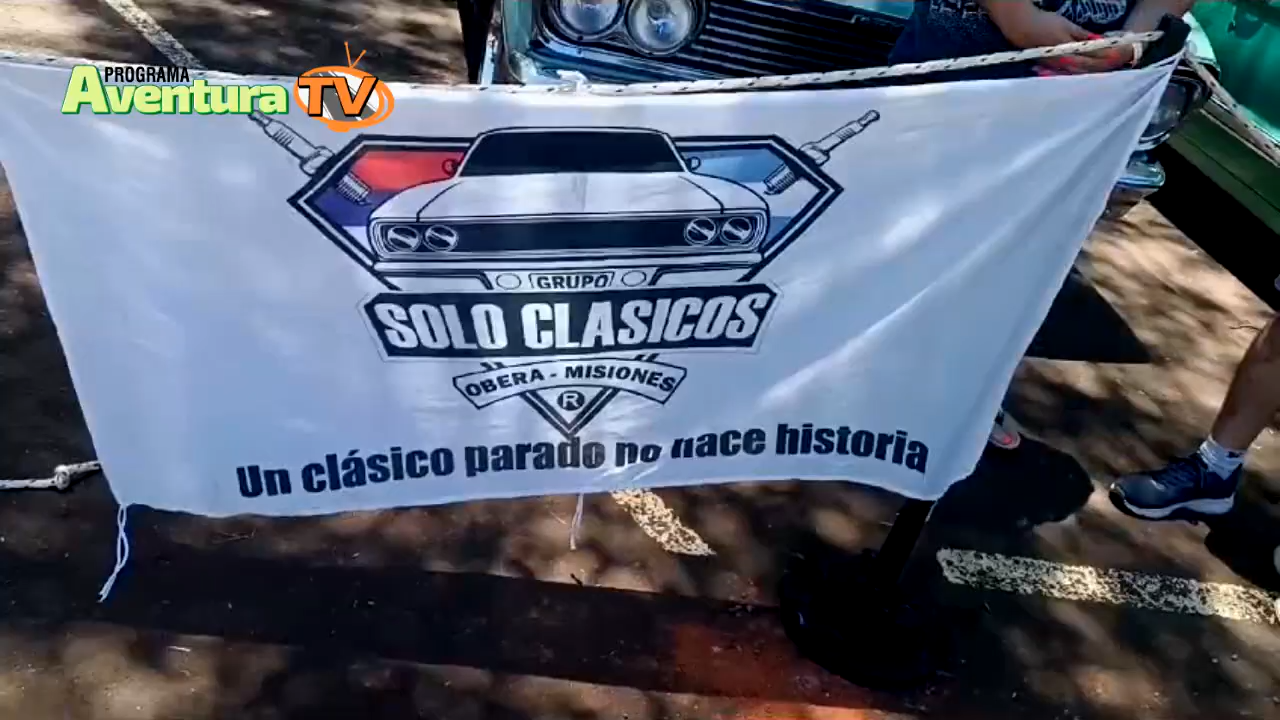 PROGRAMA
Aventura TV
GRUPO
SOLO CLASICOS
OBERA - MISIONES
R
Un clásico parado no hace historia